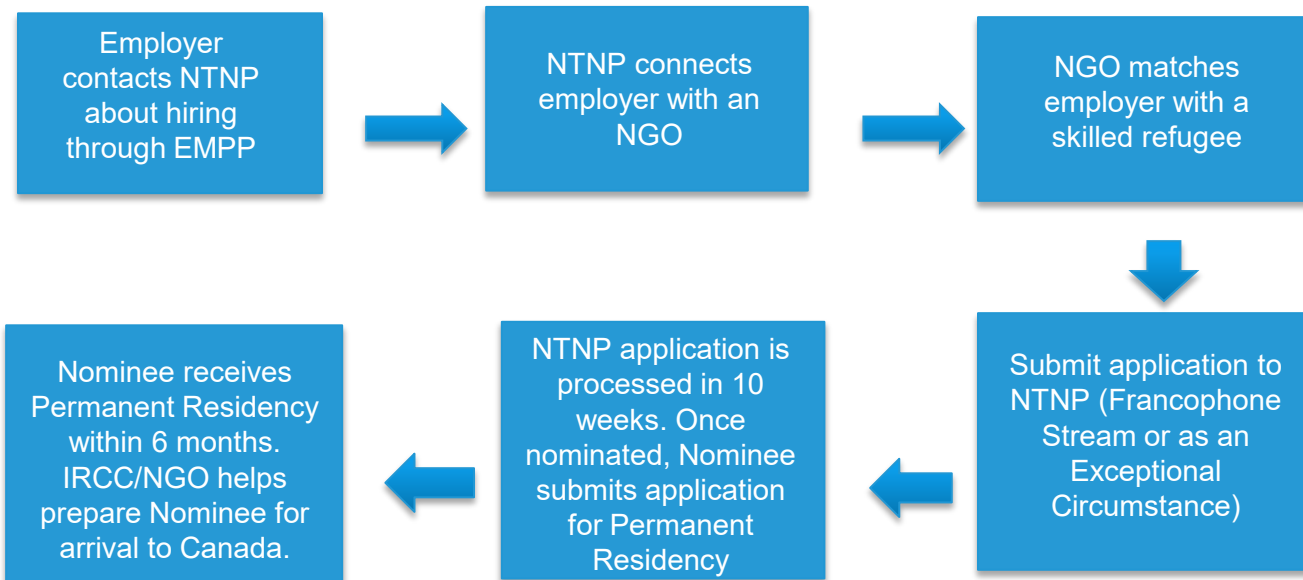 Employer
contacts NTNP
about hiring
through EMPP
NTNP connects
employer with an
NGO
NGO matches
employer with a
skilled refugee
Submit application to
NTNP (Francophone
Stream or as an
Exceptional
Circumstance)
NTNP application is
processed in 10
weeks. Once
nominated, Nominee
submits application
for Permanent
Residency
Nominee receives
Permanent Residency
within 6 months.
IRCC/NGO helps
prepare Nominee for
arrival to Canada.